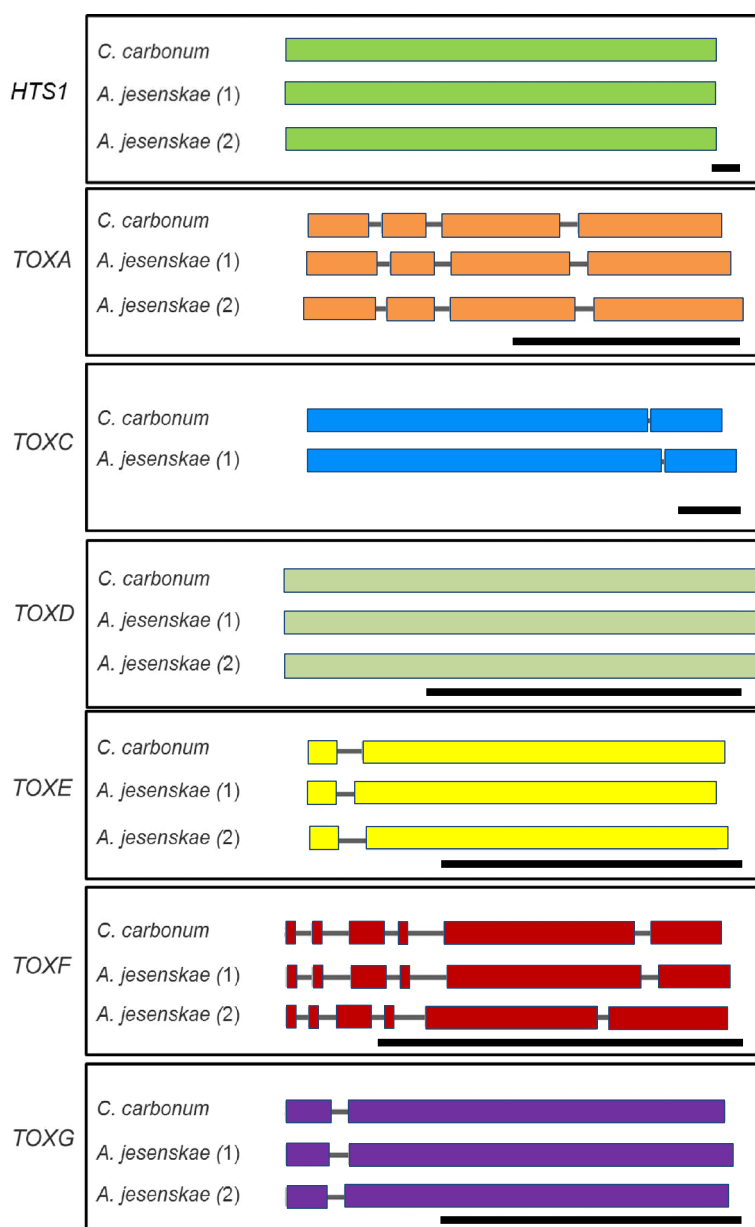 HTS1
C. carbonum
A. jesenskae (1)
A. jesenskae (2)
TOXA
C. carbonum
A. jesenskae (1)
A. jesenskae (2)
TOXC
C. carbonum
A. jesenskae (1)
TOXD
C. carbonum
A. jesenskae (1)
A. jesenskae (2)
TOXE
C. carbonum
A. jesenskae (1)
A. jesenskae (2)
TOXF
C. carbonum
A. jesenskae (1)
A. jesenskae (2)
TOXG
C. carbonum
A. jesenskae (1)
A. jesenskae (2)